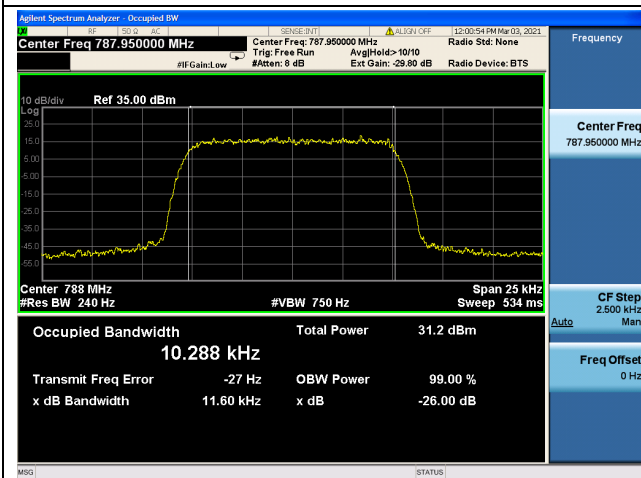 Agilent Spectrum Analyzer - Occupied BW
RF 50 Ω AC SENSE:INT ALIGN OFF 12:00:54 PM Mar 03, 2021
Center Freq 787.950000 MHz Center Freq: 787.950000 MHz Radio Std: None
Trig: Free Run Avg|Hold:>10/10
#IFGain:Low #Atten: 8 dB Ext Gain: -29.80 dB Radio Device: BTS
10 dB/div Ref 35.00 dBm
Log
25.0
15.0
5.00
-5.00
-15.0
-25.0
-35.0
-45.0
-55.0
Center 788 MHz Span 25 kHz
#Res BW 240 Hz #VBW 750 Hz Sweep 534 ms
Occupied Bandwidth Total Power 31.2 dBm
10.288 kHz
Transmit Freq Error -27 Hz OBW Power 99.00 %
x dB Bandwidth 11.60 kHz x dB -26.00 dB
MSG STATUS
Frequency
Center Freq
787.950000 MHz
CF Step
2.500 kHz
Auto Man
Freq Offset
0 Hz